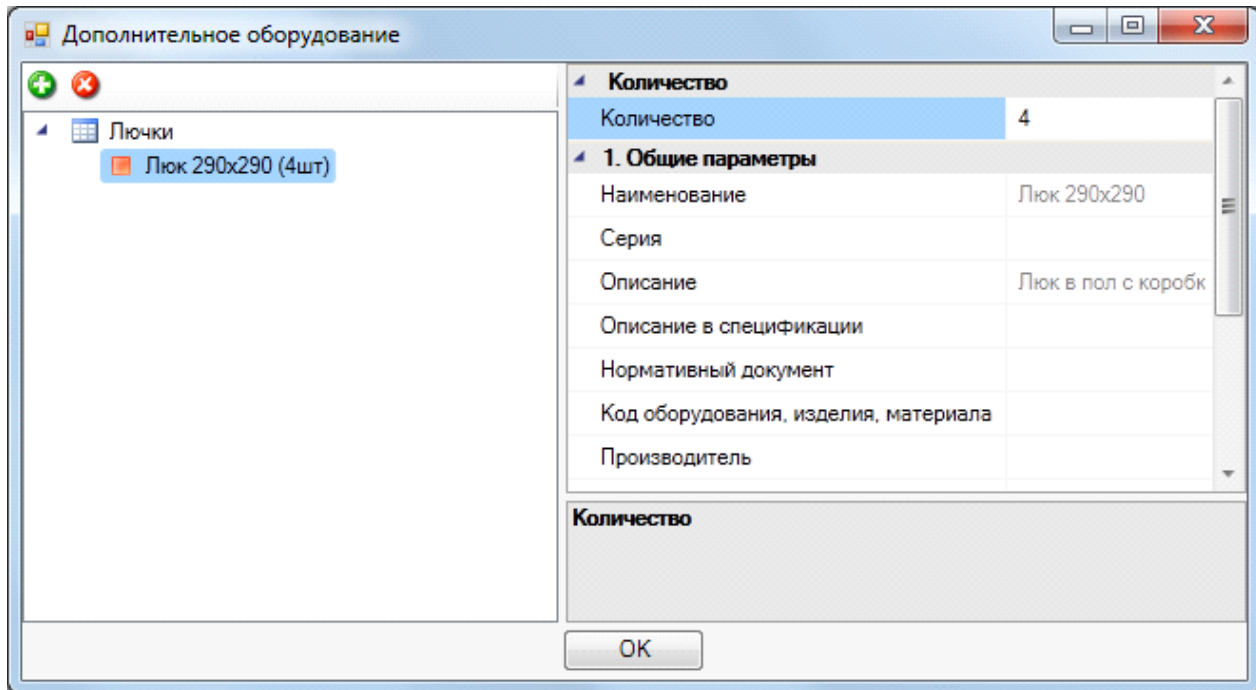 Дополнительное оборудование
Лючки
Люк 290x290 (4шт)
Количество
Количество 4
1. Общие параметры
Наименование Люк 290x290
Серия
Описание Люк в пол с коробк
Описание в спецификации
Нормативный документ
Код оборудования, изделия, материала
Производитель
Количество
OK